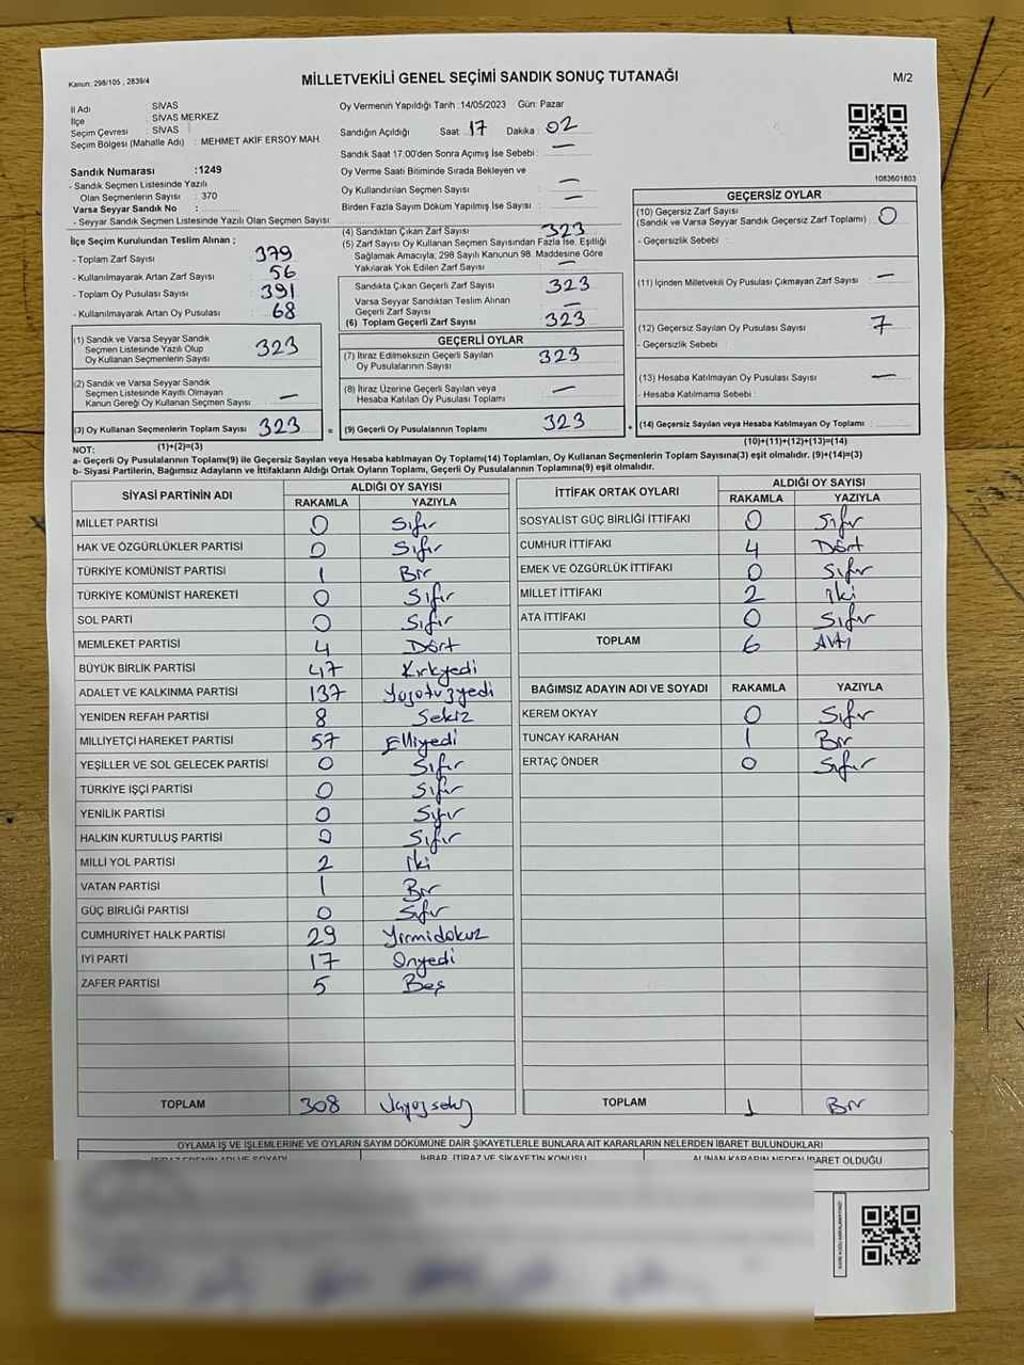 Kanun: 298/105 , 2839/4
MİLLETVEKİLİ GENEL SEÇİMİ SANDIK SONUÇ TUTANAĞI
M/2
İl Adı : SİVAS
İlçe : SİVAS MERKEZ
Seçim Çevresi : SİVAS
Seçim Bölgesi (Mahalle Adı) : MEHMET AKİF ERSOY MAH.
Sandık Numarası :1249
- Sandık Seçmen Listesinde Yazılı
Olan Seçmenlerin Sayısı : 370
Varsa Seyyar Sandık No :
- Seyyar Sandık Seçmen Listesinde Yazılı Olan Seçmen Sayısı:
Oy Vermenin Yapıldığı Tarih :14/05/2023 Gün: Pazar
Sandığın Açıldığı Saat 17 Dakika : 02
Sandık Saat 17:00'den Sonra Açımış İse Sebebi : —
Oy Verme Saati Bitiminde Sırada Bekleyen ve
Oy Kullandırılan Seçmen Sayısı —
Birden Fazla Sayım Döküm Yapılmış İse Sayısı : —
1083601803
İlçe Seçim Kurulundan Teslim Alınan ;
- Toplam Zarf Sayısı 379
- Kullanılmayarak Artan Zarf Sayısı 56
- Toplam Oy Pusulası Sayısı 391
- Kullanılmayarak Artan Oy Pusulası 68
(1) Sandık ve Varsa Seyyar Sandık
Seçmen Listesinde Yazılı Olup
Oy Kullanan Seçmenlerin Sayısı 323
(2) Sandık ve Varsa Seyyar Sandık
Seçmen Listesinde Kayıtlı Olmayan
Kanun Gereği Oy Kullanan Seçmen Sayısı —
(3) Oy Kullanan Seçmenlerin Toplam Sayısı 323
(1)+(2)=(3)
(4) Sandıktan Çıkan Zarf Sayısı 323
(5) Zarf Sayısı Oy Kullanan Seçmen Sayısından Fazla İse, Eşitliği
Sağlamak Amacıyla; 298 Sayılı Kanunun 98. Maddesine Göre
Yakılarak Yok Edilen Zarf Sayısı —
Sandıkta Çıkan Geçerli Zarf Sayısı 323
Varsa Seyyar Sandıktan Teslim Alınan
Geçerli Zarf Sayısı —
(6) Toplam Geçerli Zarf Sayısı 323
GEÇERLİ OYLAR
(7) İtiraz Edilmeksizin Geçerli Sayılan
Oy Pusulalarının Sayısı 323
(8) İtiraz Üzerine Geçerli Sayılan veya
Hesaba Katılan Oy Pusulası Toplamı —
= (9) Geçerli Oy Pusulalarının Toplamı 323
GEÇERSİZ OYLAR
(10) Geçersiz Zarf Sayısı
(Sandık ve Varsa Seyyar Sandık Geçersiz Zarf Toplamı) 0
- Geçersizlik Sebebi :
(11) İçinden Milletvekili Oy Pusulası Çıkmayan Zarf Sayısı —
(12) Geçersiz Sayılan Oy Pusulası Sayısı 7
- Geçersizlik Sebebi :
(13) Hesaba Katılmayan Oy Pusulası Sayısı —
- Hesaba Katılmama Sebebi :
+ (14) Geçersiz Sayılan veya Hesaba Katılmayan Oy Toplamı :
(10)+(11)+(12)+(13)=(14)
NOT:
a- Geçerli Oy Pusulalarının Toplamı(9) ile Geçersiz Sayılan veya Hesaba katılmayan Oy Toplamı(14) Toplamları, Oy Kullanan Seçmenlerin Toplam Sayısına(3) eşit olmalıdır. (9)+(14)=(3)
b- Siyasi Partilerin, Bağımsız Adayların ve İttifakların Aldığı Ortak Oyların Toplamı, Geçerli Oy Pusulalarının Toplamına(9) eşit olmalıdır.
SİYASİ PARTİNİN ADI ALDIĞI OY SAYISI
RAKAMLA YAZIYLA
MİLLET PARTİSİ 0 Sıfır
HAK VE ÖZGÜRLÜKLER PARTİSİ 0 Sıfır
TÜRKİYE KOMÜNİST PARTİSİ 1 Bir
TÜRKİYE KOMÜNİST HAREKETİ 0 Sıfır
SOL PARTİ 0 Sıfır
MEMLEKET PARTİSİ 4 Dört
BÜYÜK BİRLİK PARTİSİ 47 Kırkyedi
ADALET VE KALKINMA PARTİSİ 137 Yüzotuzyedi
YENİDEN REFAH PARTİSİ 8 Sekiz
MİLLİYETÇİ HAREKET PARTİSİ 57 Elliyedi
YEŞİLLER VE SOL GELECEK PARTİSİ 0 Sıfır
TÜRKİYE İŞÇİ PARTİSİ 0 Sıfır
YENİLİK PARTİSİ 0 Sıfır
HALKIN KURTULUŞ PARTİSİ 0 Sıfır
MİLLİ YOL PARTİSİ 2 İki
VATAN PARTİSİ 1 Bir
GÜÇ BİRLİĞİ PARTİSİ 0 Sıfır
CUMHURİYET HALK PARTİSİ 29 Yirmidokuz
İYİ PARTİ 17 Onyedi
ZAFER PARTİSİ 5 Beş
TOPLAM 308 Üçyüzsekiz
İTTİFAK ORTAK OYLARI ALDIĞI OY SAYISI
RAKAMLA YAZIYLA
SOSYALİST GÜÇ BİRLİĞİ İTTİFAKI 0 Sıfır
CUMHUR İTTİFAKI 4 Dört
EMEK VE ÖZGÜRLÜK İTTİFAKI 0 Sıfır
MİLLET İTTİFAKI 2 İki
ATA İTTİFAKI 0 Sıfır
TOPLAM 6 Altı
BAĞIMSIZ ADAYIN ADI VE SOYADI RAKAMLA YAZIYLA
KEREM OKYAY 0 Sıfır
TUNCAY KARAHAN 1 Bir
ERTAÇ ÖNDER 0 Sıfır
TOPLAM 1 Bir
OYLAMA İŞ VE İŞLEMLERİNE VE OYLARIN SAYIM DÖKÜMÜNE DAİR ŞİKAYETLERLE BUNLARA AİT KARARLARIN NELERDEN İBARET BULUNDUKLARI
İTİRAZ EDENİN ADI VE SOYADI İHBAR, İTİRAZ VE ŞİKAYETİN KONUSU ALINAN KARARIN NEDEN İBARET OLDUĞU